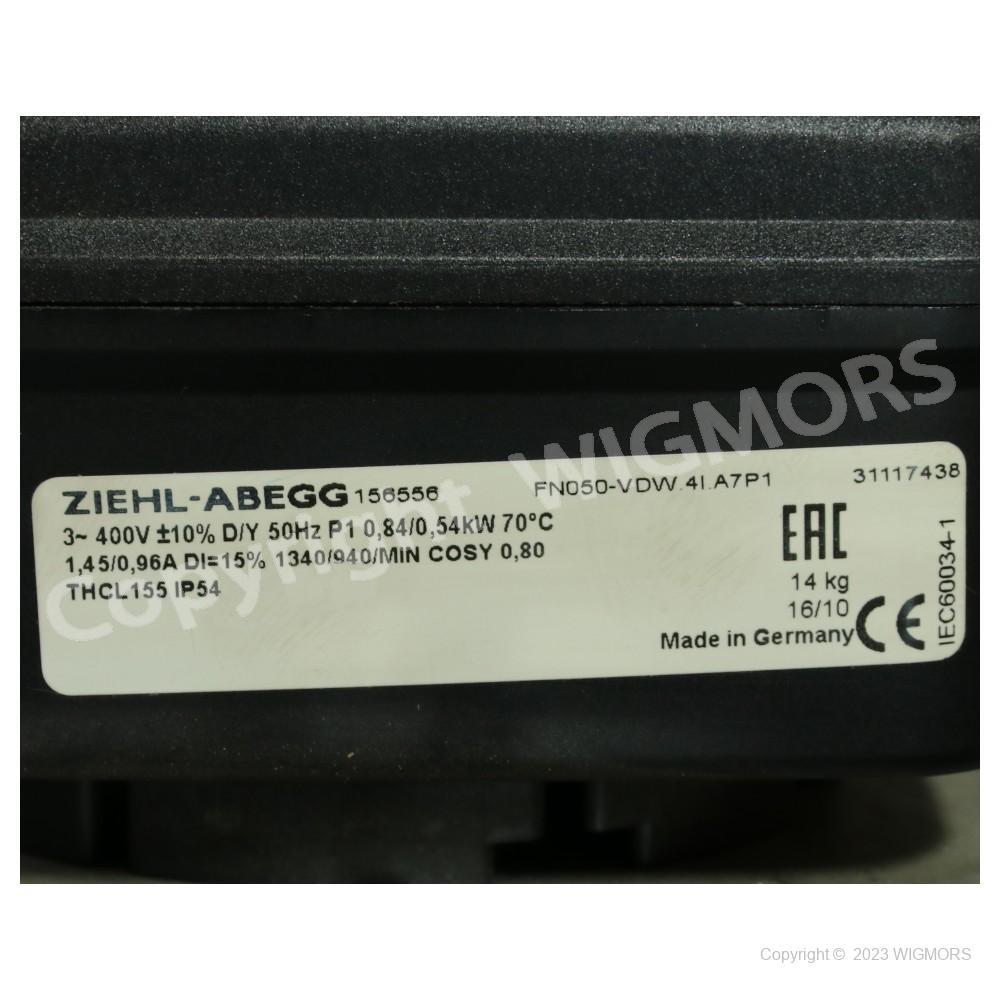 ZIEHL-ABEGG 156556 FN050-VDW.4I.A7P1 31117438
3~ 400V ±10% D/Y 50Hz P1 0,84/0,54kW 70°C
1,45/0,96A DI=15% 1340/940/MIN COSY 0,80
THCL155 IP54
EAC
14 kg
16/10
Made in Germany CE
IEC60034-1
Copyright WIGMORS
Copyright © 2023 WIGMORS